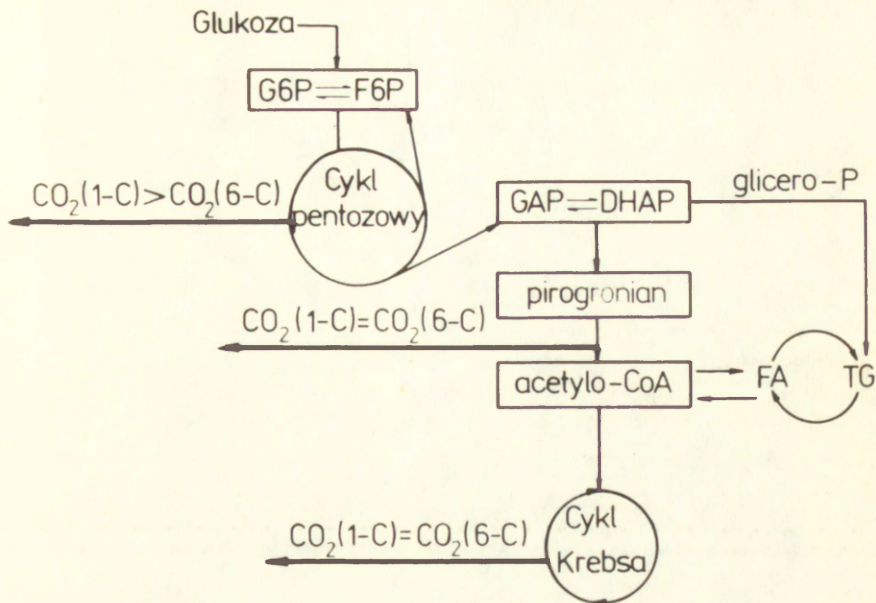 Glukoza
G6P ⇌ F6P
Cykl
pentozowy
CO₂(1-C)>CO₂(6-C)
glicero-P
GAP ⇌ DHAP
pirogronian
CO₂(1-C)=CO₂(6-C)
acetylo-CoA
FA
TG
Cykl
Krebsa
CO₂(1-C)=CO₂(6-C)